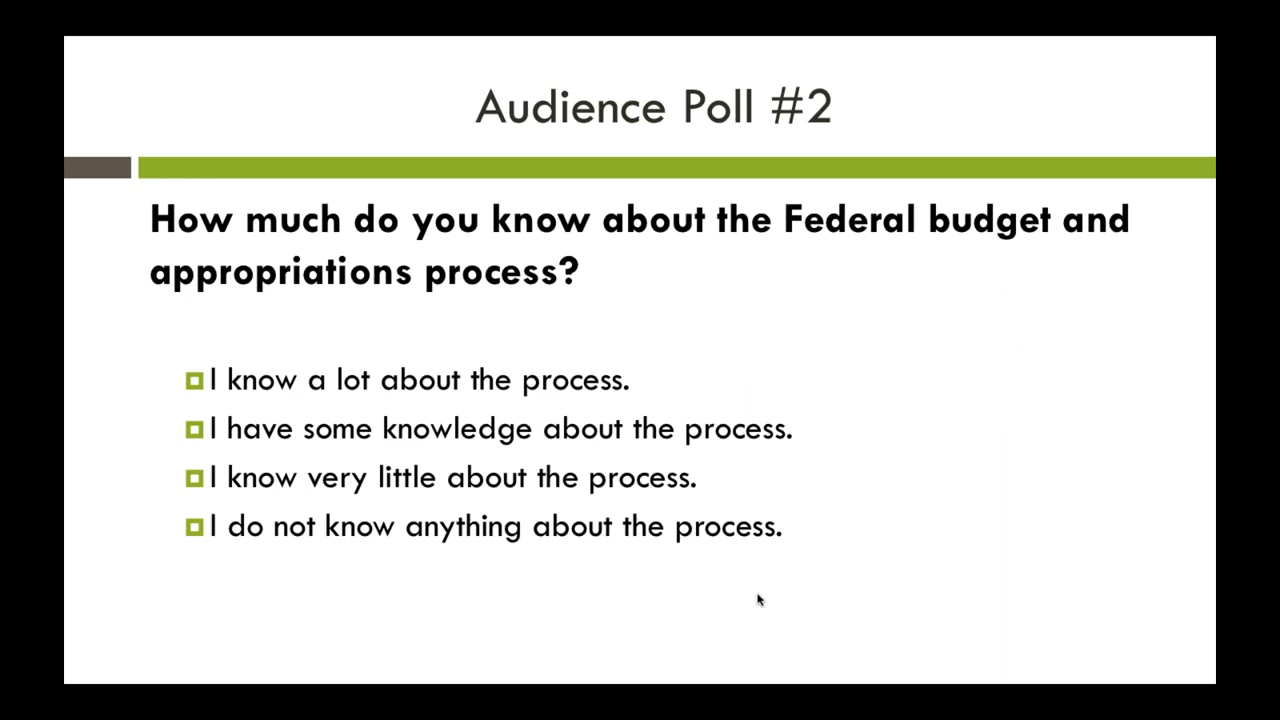 Audience Poll #2
How much do you know about the Federal budget and
appropriations process?
I know a lot about the process.
I have some knowledge about the process.
I know very little about the process.
I do not know anything about the process.